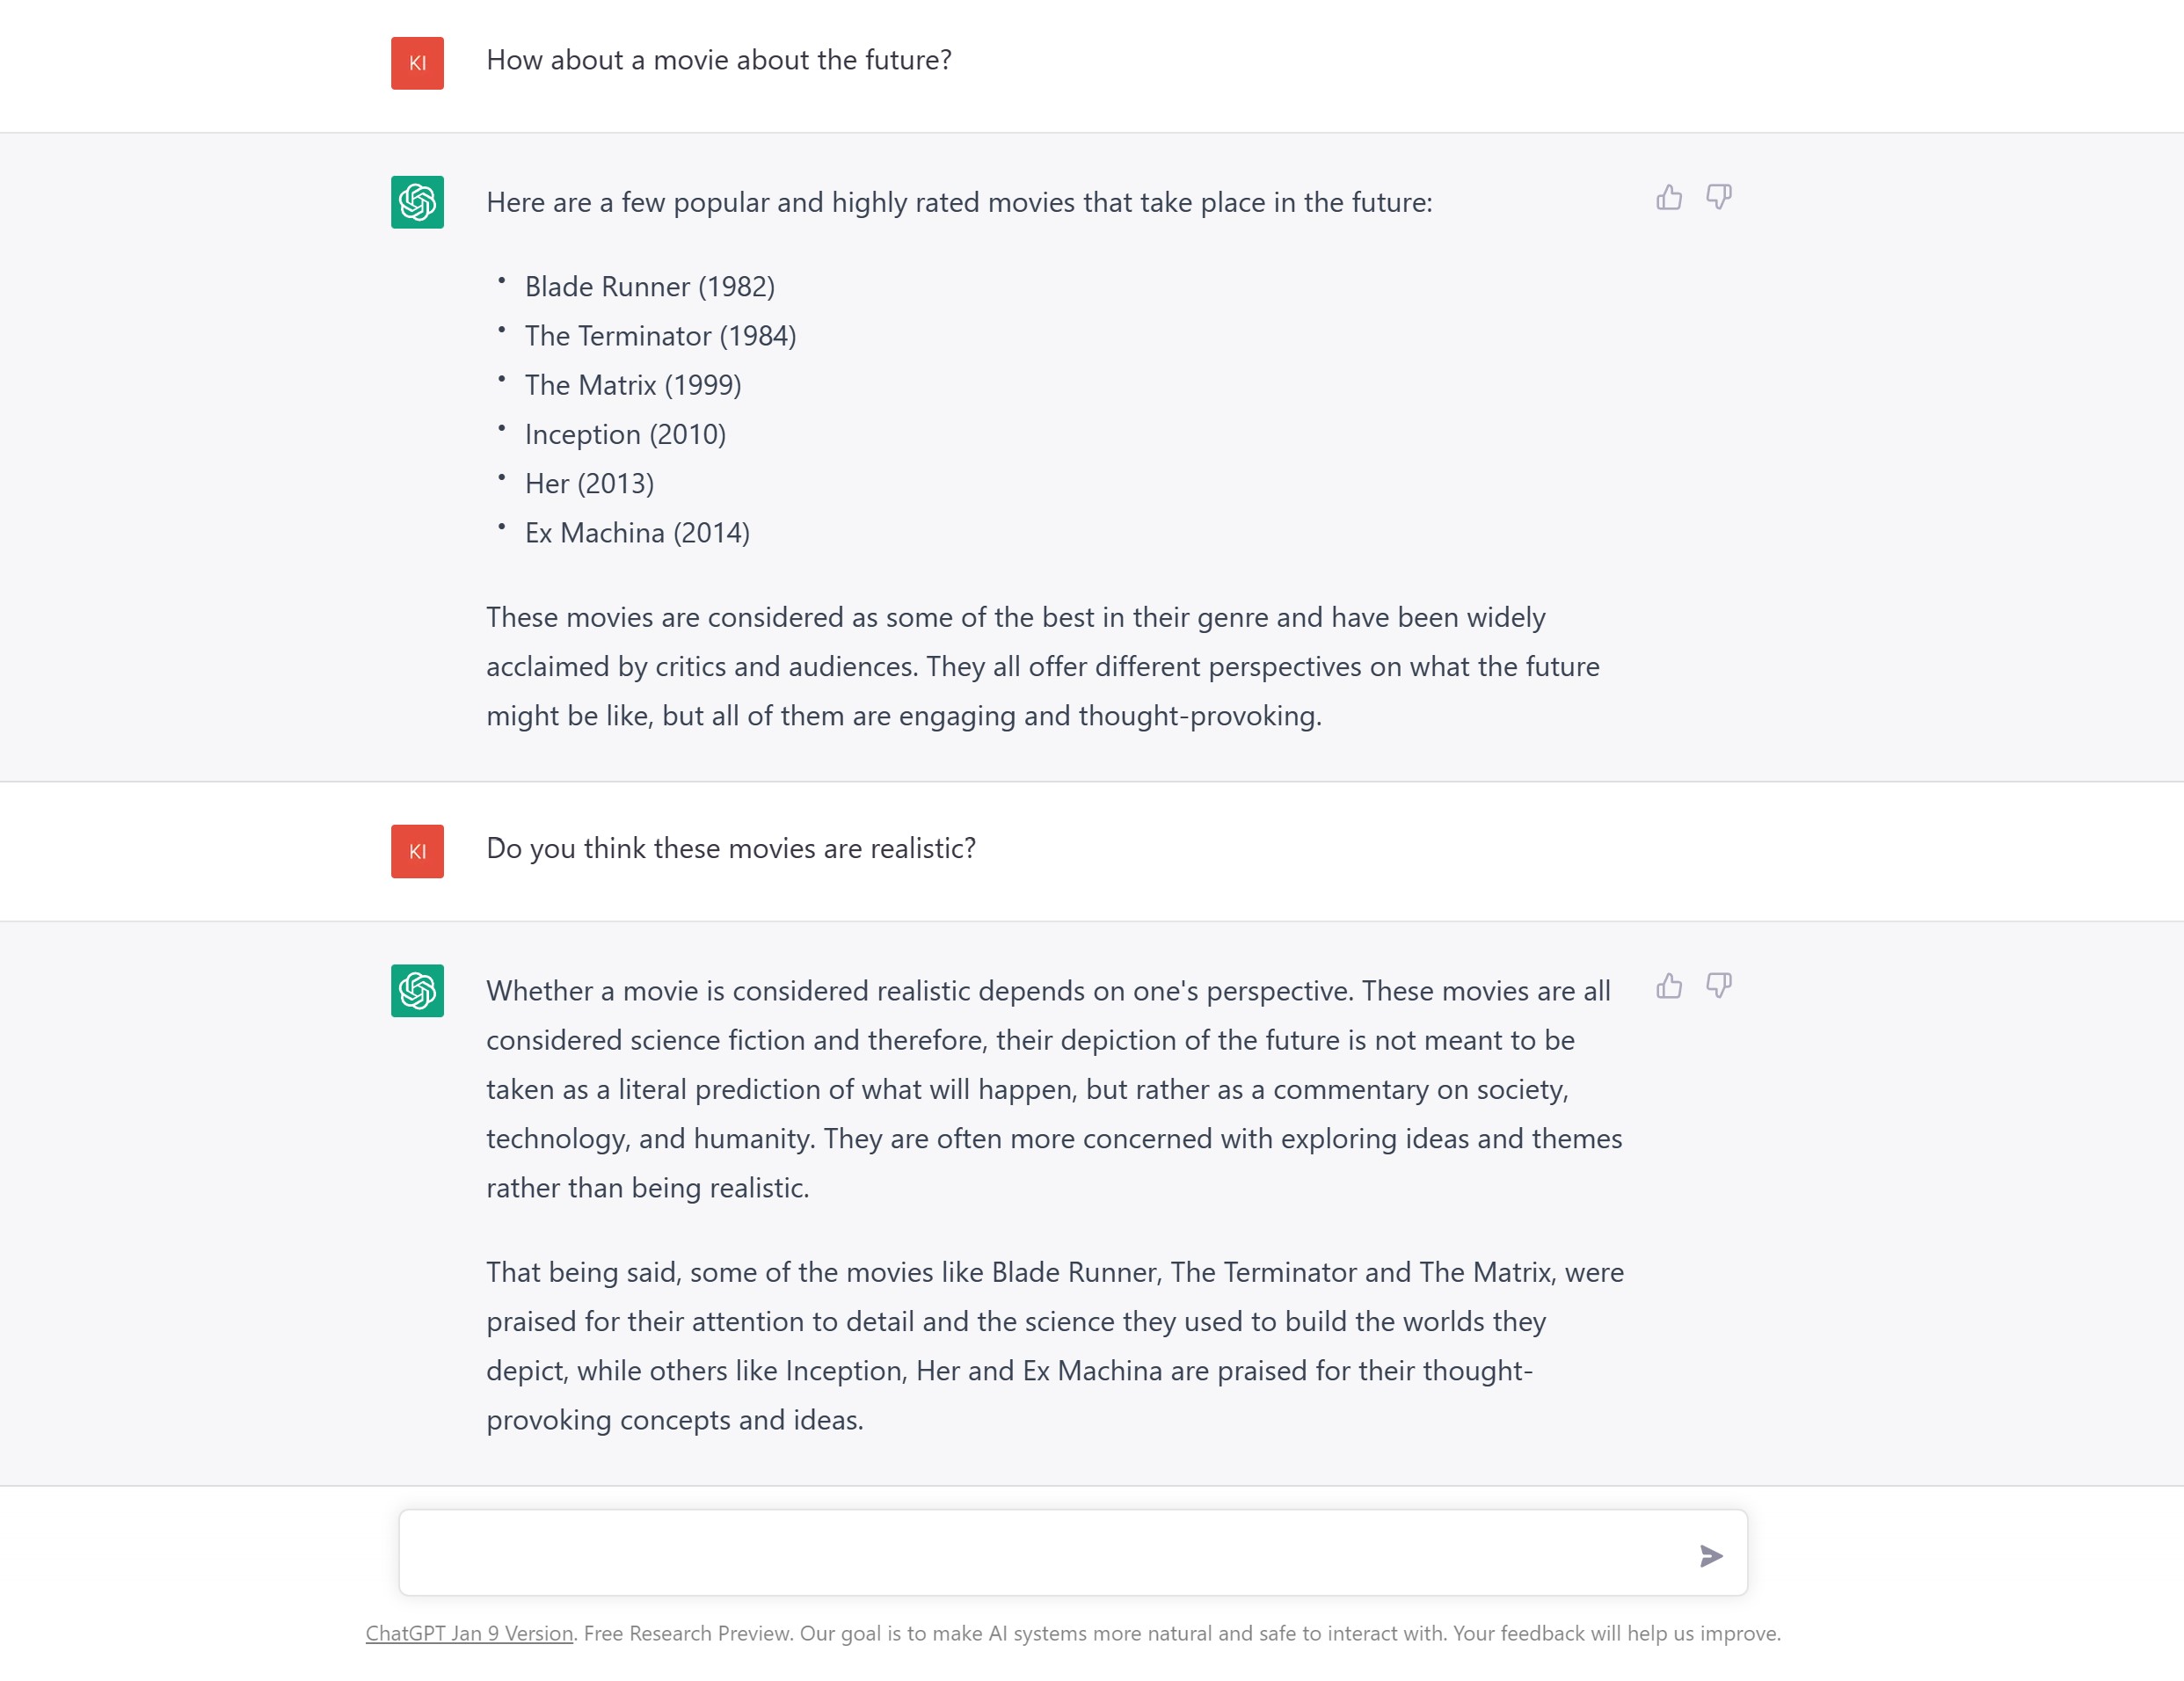 KI
How about a movie about the future?
Here are a few popular and highly rated movies that take place in the future:
• Blade Runner (1982)
• The Terminator (1984)
• The Matrix (1999)
• Inception (2010)
• Her (2013)
• Ex Machina (2014)
These movies are considered as some of the best in their genre and have been widely
acclaimed by critics and audiences. They all offer different perspectives on what the future
might be like, but all of them are engaging and thought-provoking.
KI
Do you think these movies are realistic?
Whether a movie is considered realistic depends on one's perspective. These movies are all
considered science fiction and therefore, their depiction of the future is not meant to be
taken as a literal prediction of what will happen, but rather as a commentary on society,
technology, and humanity. They are often more concerned with exploring ideas and themes
rather than being realistic.
That being said, some of the movies like Blade Runner, The Terminator and The Matrix, were
praised for their attention to detail and the science they used to build the worlds they
depict, while others like Inception, Her and Ex Machina are praised for their thought-
provoking concepts and ideas.
ChatGPT Jan 9 Version. Free Research Preview. Our goal is to make AI systems more natural and safe to interact with. Your feedback will help us improve.